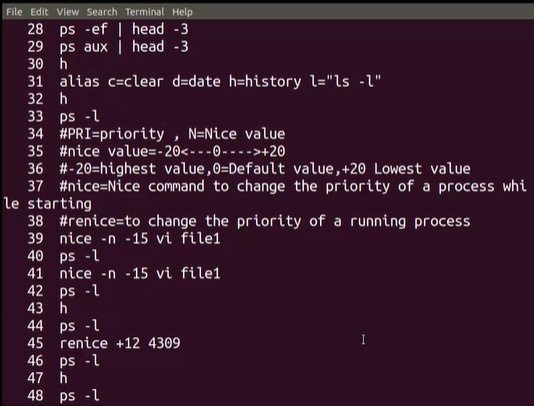 File Edit View Search Terminal Help
28 ps -ef | head -3
29 ps aux | head -3
30 h
31 alias c=clear d=date h=history l="ls -l"
32 h
33 ps -l
34 #PRI=priority , N=Nice value
35 #nice value=-20<---0---->+20
36 #-20=highest value,0=Default value,+20 Lowest value
37 #nice=Nice command to change the priority of a process whi
le starting
38 #renice=to change the priority of a running process
39 nice -n -15 vi file1
40 ps -l
41 nice -n -15 vi file1
42 ps -l
43 h
44 ps -l
45 renice +12 4309
46 ps -l
47 h
48 ps -l